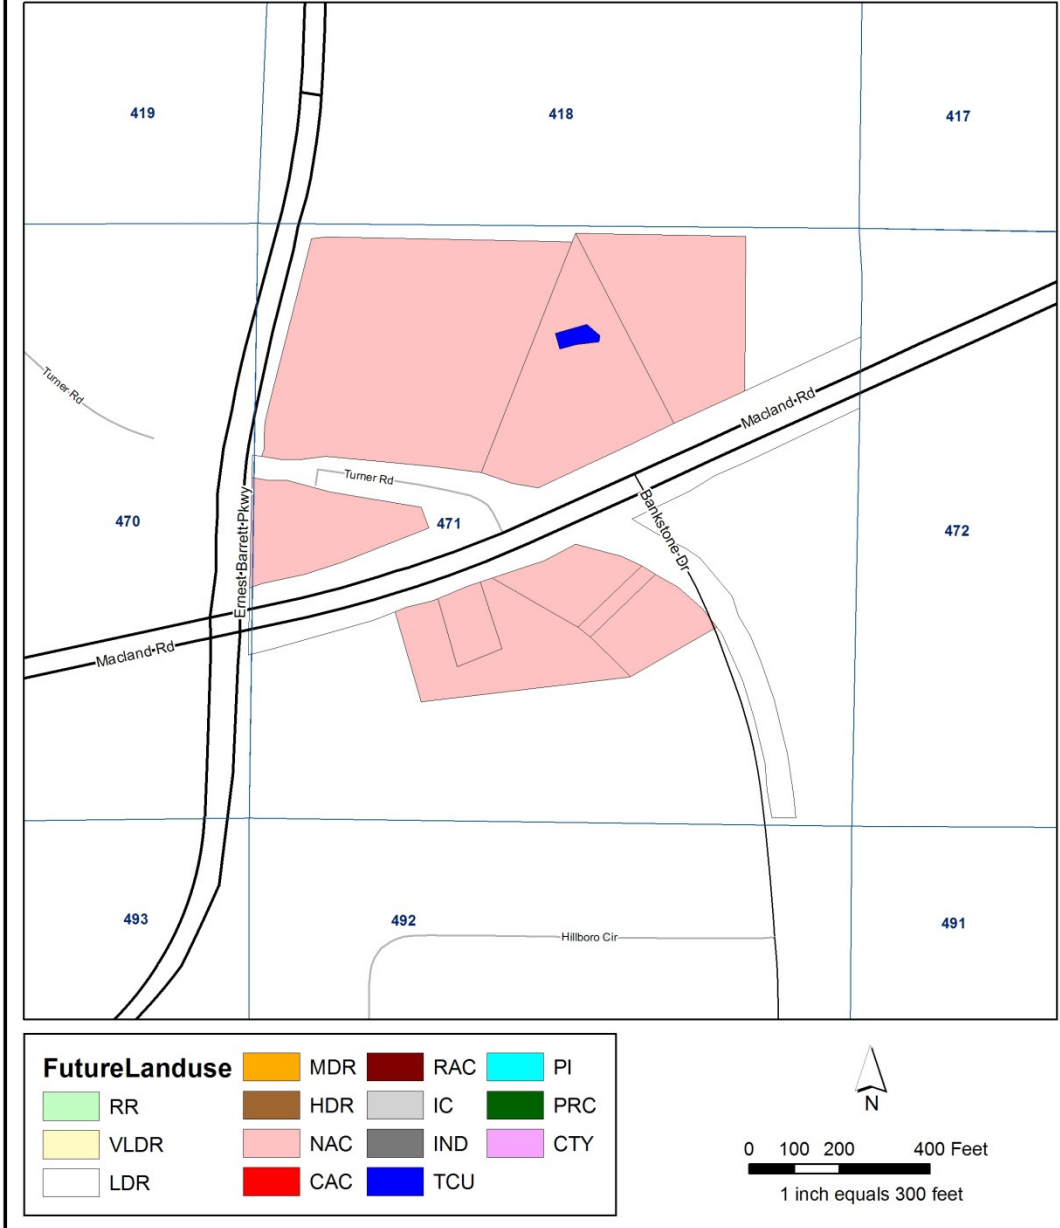 419
418
417
Turner Rd
Macland Rd
Turner Rd
470
471
472
Ernest Barrett Pkwy
Bankstone Dr
Macland Rd
493
492
491
Hillboro Cir
FutureLanduse
RR
VLDR
LDR
MDR
HDR
NAC
CAC
RAC
IC
IND
TCU
PI
PRC
CTY
N
0 100 200 400 Feet
1 inch equals 300 feet